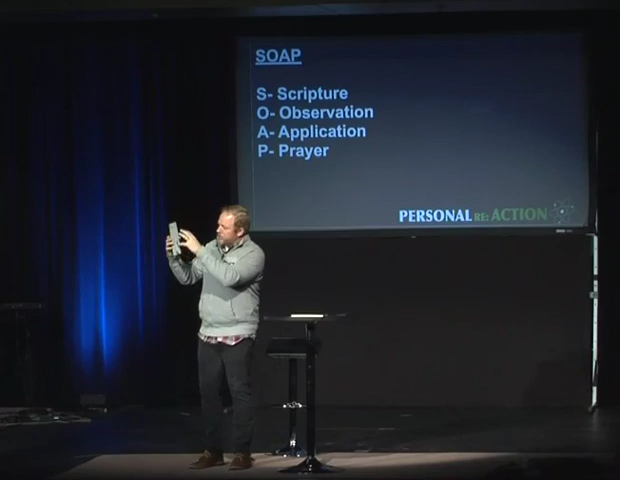 SOAP
S- Scripture
O- Observation
A- Application
P- Prayer
PERSONAL RE: ACTION